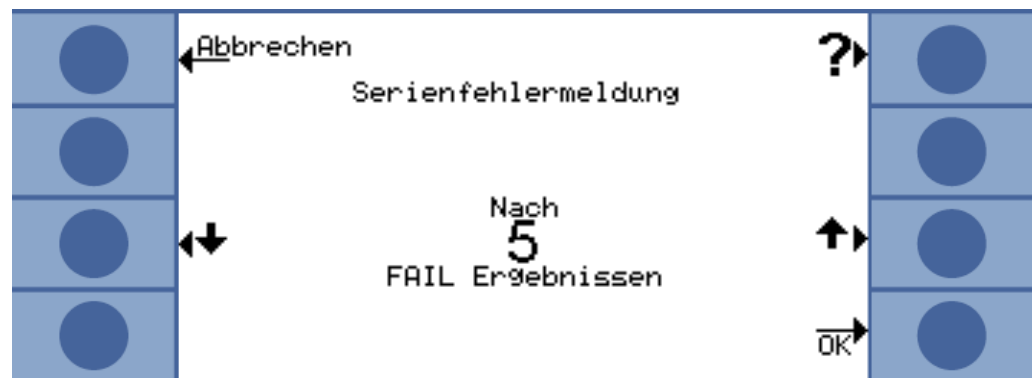 Abbrechen
?
Serienfehlermeldung
Nach
5
FAIL Ergebnissen
OK